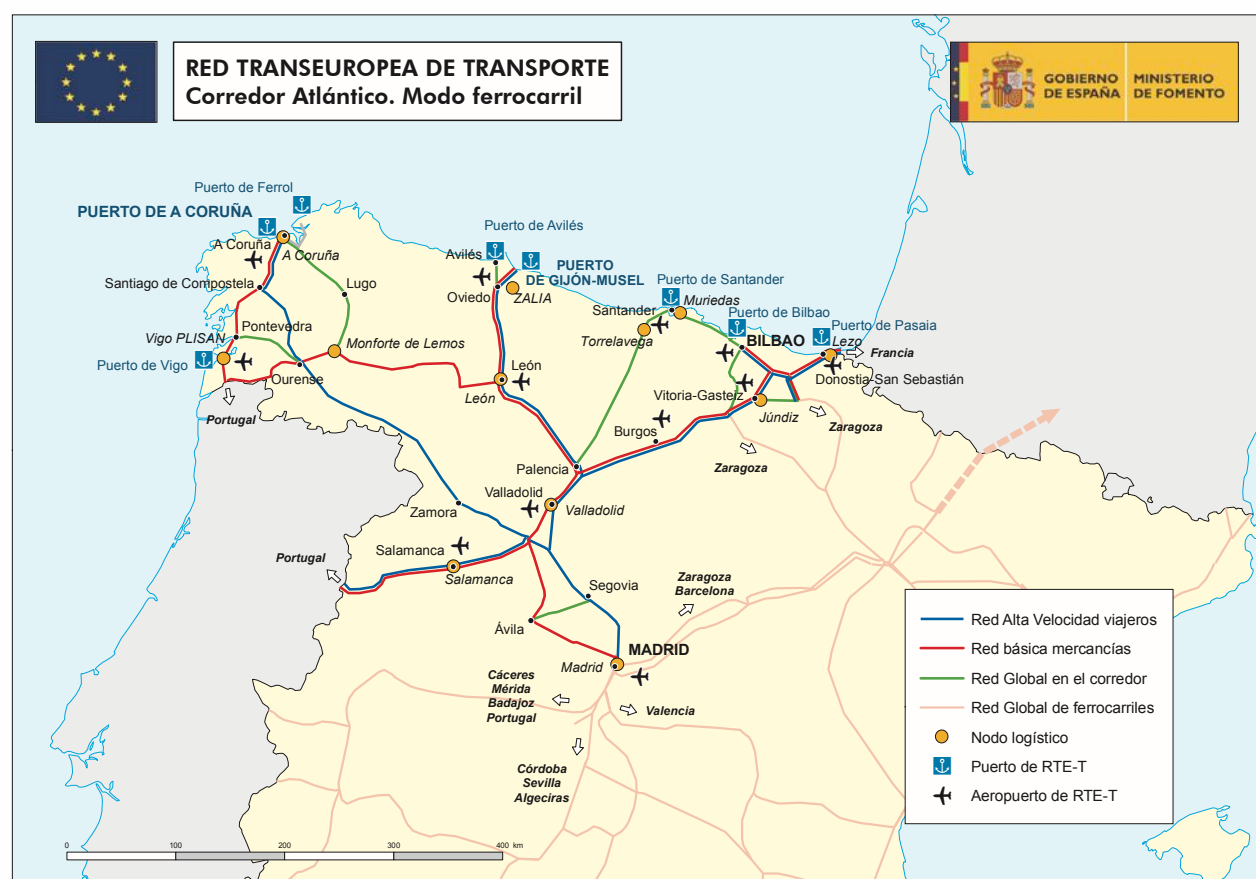 RED TRANSEUROPEA DE TRANSPORTE
Corredor Atlántico. Modo ferrocarril
GOBIERNO
DE ESPAÑA
MINISTERIO
DE FOMENTO
Puerto de Ferrol
PUERTO DE A CORUÑA
A Coruña
A Coruña
Santiago de Compostela
Lugo
Pontevedra
Vigo PLISAN
Puerto de Vigo
Monforte de Lemos
Ourense
Portugal
Puerto de Avilés
Avilés
PUERTO
DE GIJÓN-MUSEL
Oviedo
ZALIA
León
León
Puerto de Santander
Santander
Muriedas
Torrelavega
Puerto de Bilbao
BILBAO
Puerto de Pasaia
Lezo
Francia
Donostia-San Sebastián
Vitoria-Gasteiz
Júndiz
Zaragoza
Burgos
Zaragoza
Palencia
Valladolid
Valladolid
Zamora
Salamanca
Salamanca
Portugal
Segovia
Zaragoza
Barcelona
Ávila
MADRID
Madrid
Cáceres
Mérida
Badajoz
Portugal
Valencia
Córdoba
Sevilla
Algeciras
Red Alta Velocidad viajeros
Red básica mercancías
Red Global en el corredor
Red Global de ferrocarriles
Nodo logístico
Puerto de RTE-T
Aeropuerto de RTE-T
0 100 200 300 400 km